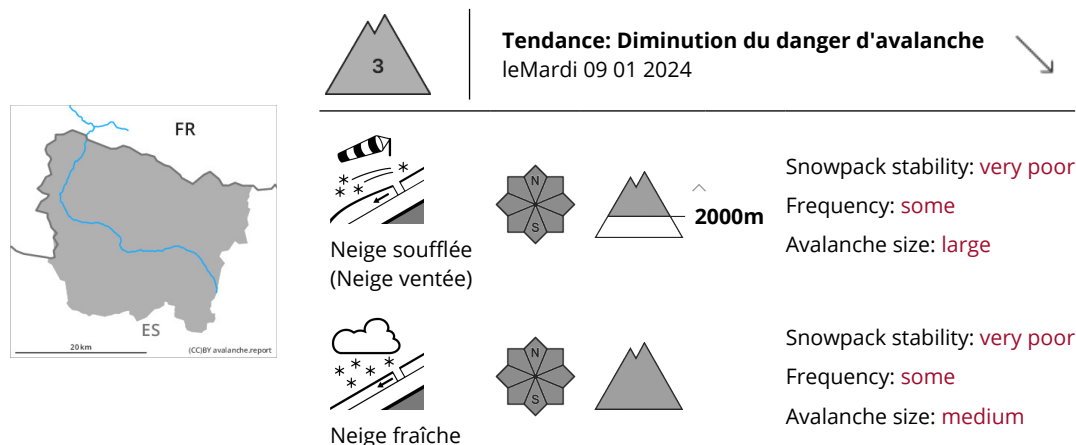 3
Tendance: Diminution du danger d'avalanche
leMardi 09 01 2024
FR
ES
20 km
(CC)BY avalanche.report
N
S
2000m
Neige soufflée
(Neige ventée)
Snowpack stability: very poor
Frequency: some
Avalanche size: large
N
S
Neige fraîche
Snowpack stability: very poor
Frequency: some
Avalanche size: medium